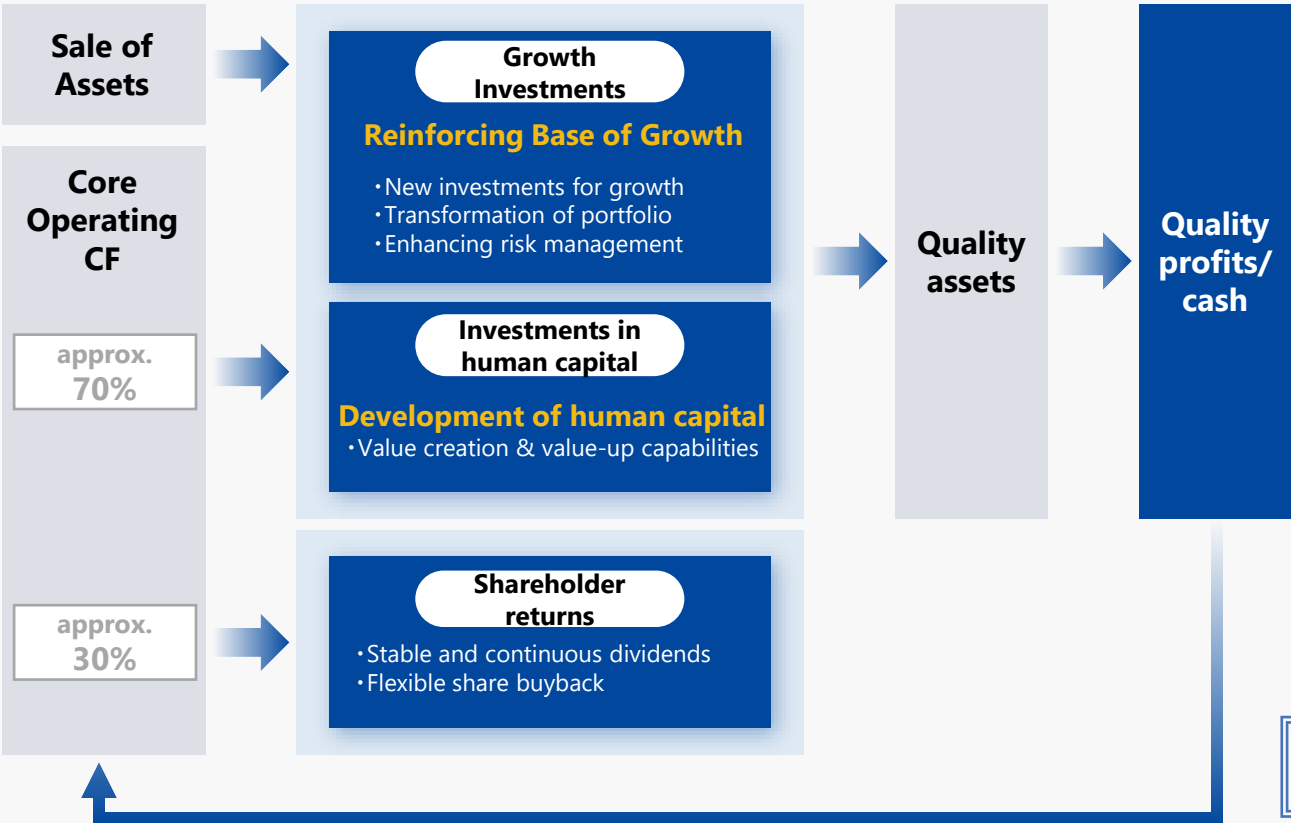 Sale of
Assets
Core
Operating
CF
approx.
70%
approx.
30%
Growth
Investments
Reinforcing Base of Growth
・New investments for growth
・Transformation of portfolio
・Enhancing risk management
Investments in
human capital
Development of human capital
・Value creation & value-up capabilities
Shareholder
returns
・Stable and continuous dividends
・Flexible share buyback
Quality
assets
Quality
profits/
cash